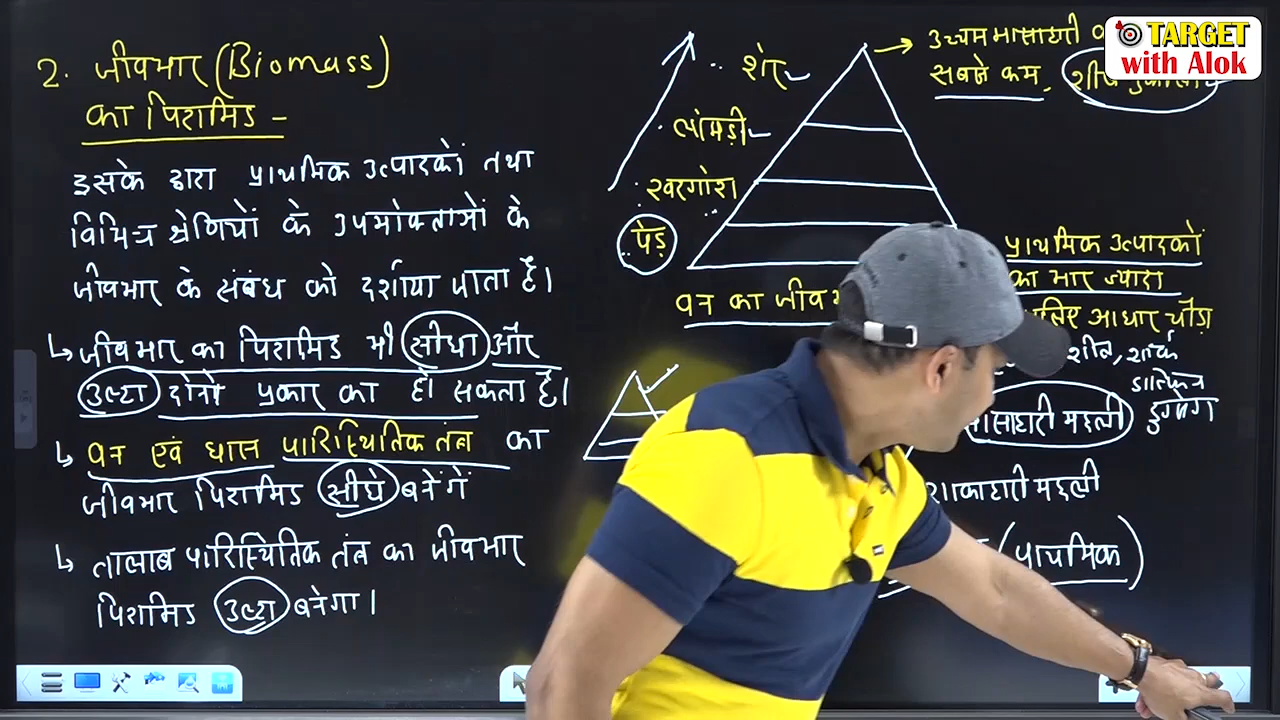 2. जीवभार (Biomass)
का पिरामिड -
इसके द्वारा प्राथमिक उत्पादकों तथा
विभिन्न श्रेणियों के उपभोक्ताओं के
जीवभार के संबंध को दर्शाया जाता है।
↳ जीवभार का पिरामिड भी सीधा और
उल्टा दोनो प्रकार का हो सकता है।
↳ वन एवं घास पारिस्थितिक तंत्र का
जीवभार पिरामिड सीधे बनेंगें
↳ तालाब पारिस्थितिक तंत्र का जीवभार
पिरामिड उल्टा बनेगा।
शेर
लोमड़ी
खरगोश
पेड़
→ उच्चम मांसाहारी
सबसे कम, शीर्ष
TARGET
with Alok
प्राथमिक उत्पादकों
का भार ज्यादा
आधार चौड़ा
वन का
शार्क
मछली
शाकाहारी मछली
(प्राथमिक)